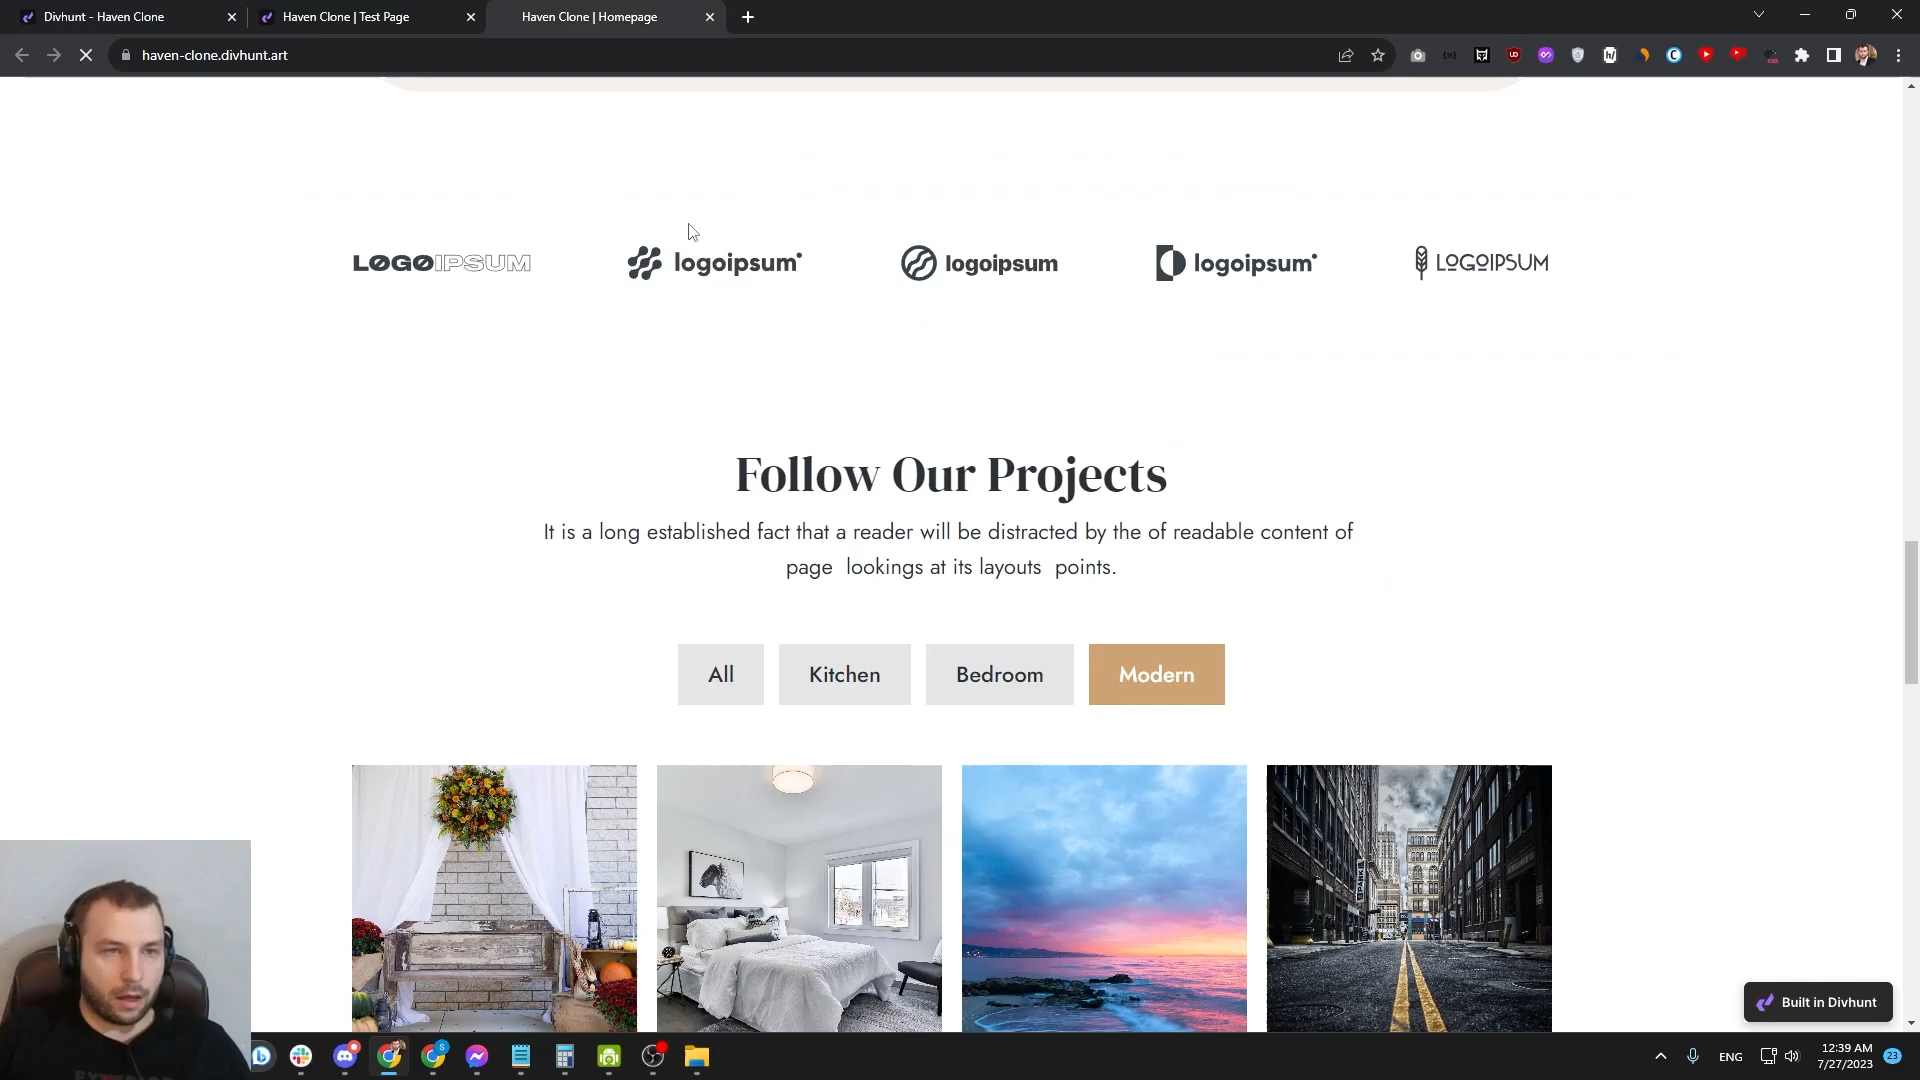 Divhunt - Haven Clone
Haven Clone | Test Page
Haven Clone | Homepage
haven-clone.divhunt.art
LOGOIPSUM
logoipsum
logoipsum
logoipsum
LOGOIPSUM
Follow Our Projects
It is a long established fact that a reader will be distracted by the of readable content of
page lookings at its layouts points.
All
Kitchen
Bedroom
Modern
Built in Divhunt
ENG
12:39 AM
7/27/2023
23